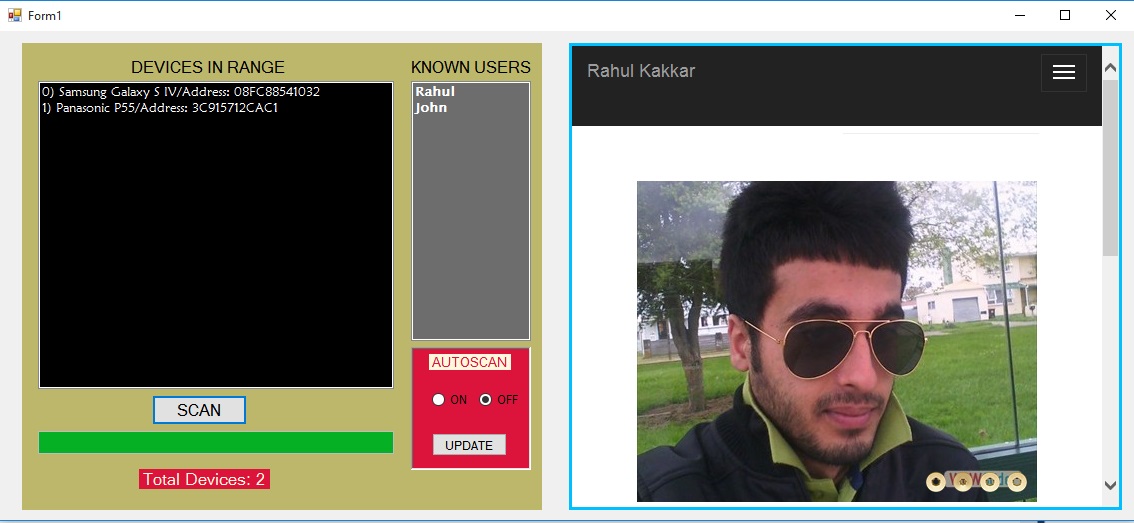 Form1
DEVICES IN RANGE
0) Samsung Galaxy S IV/Address: 08FC88541032
1) Panasonic P55/Address: 3C915712CAC1
SCAN
Total Devices: 2
KNOWN USERS
Rahul
John
AUTOSCAN
ON OFF
UPDATE
Rahul Kakkar